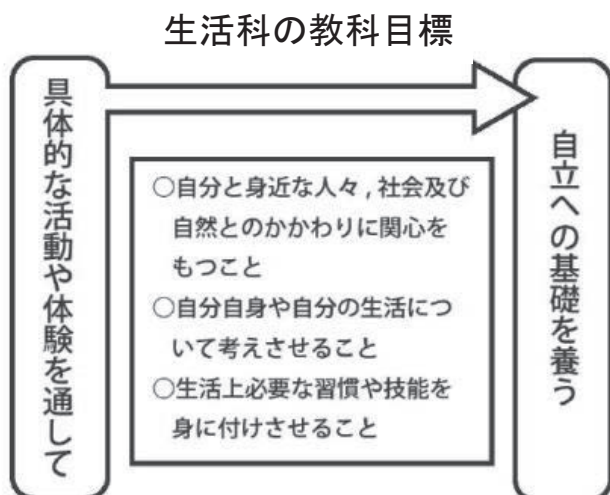 生活科の教科目標
具体的な活動や体験を通して
○自分と身近な人々,社会及び
自然とのかかわりに関心を
もつこと
○自分自身や自分の生活につ
いて考えさせること
○生活上必要な習慣や技能を
身に付けさせること
自立への基礎を養う